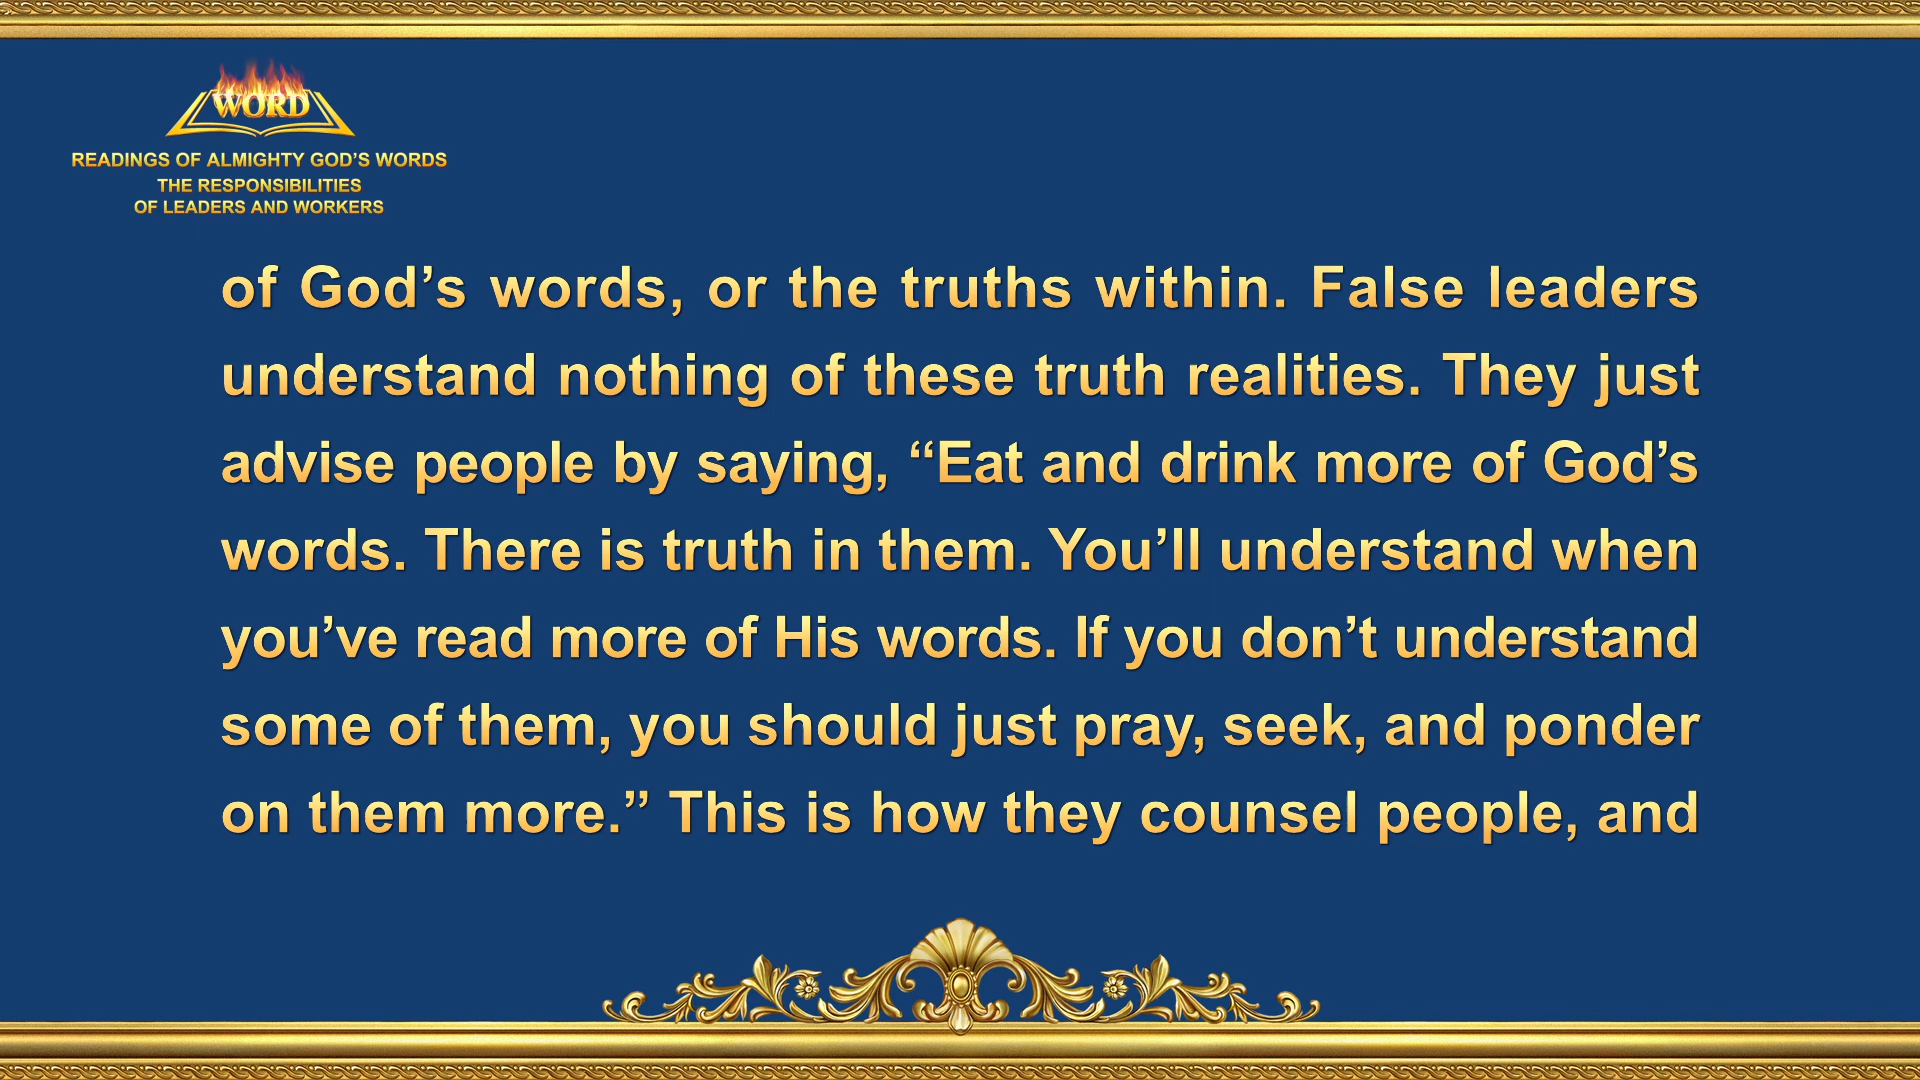 WORD
READINGS OF ALMIGHTY GOD’S WORDS
THE RESPONSIBILITIES
OF LEADERS AND WORKERS
of God’s words, or the truths within. False leaders
understand nothing of these truth realities. They just
advise people by saying, “Eat and drink more of God’s
words. There is truth in them. You’ll understand when
you’ve read more of His words. If you don’t understand
some of them, you should just pray, seek, and ponder
on them more.” This is how they counsel people, and